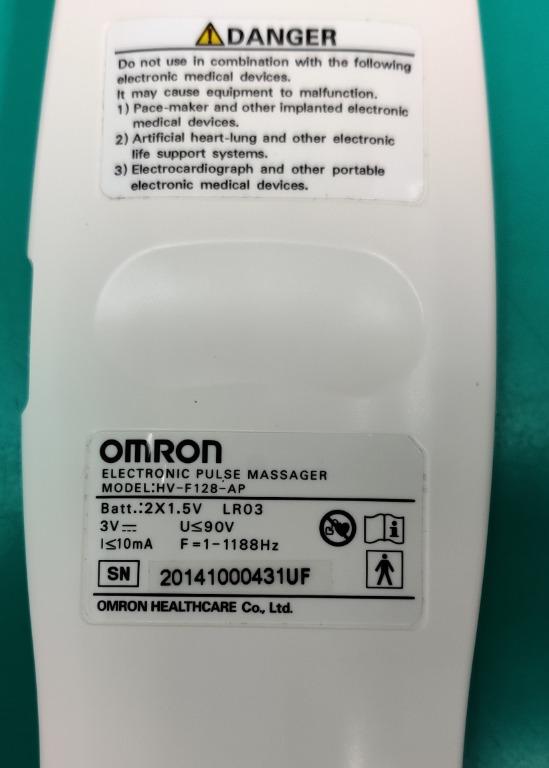 DANGER
Do not use in combination with the following
electronic medical devices.
It may cause equipment to malfunction.
1) Pace-maker and other implanted electronic
medical devices.
2) Artificial heart-lung and other electronic
life support systems.
3) Electrocardiograph and other portable
electronic medical devices.
OMRON
ELECTRONIC PULSE MASSAGER
MODEL:HV-F128-AP
Batt.:2X1.5V LR03
3V⎓ U≤90V
I≤10mA F=1-1188Hz
SN 20141000431UF
OMRON HEALTHCARE Co., Ltd.